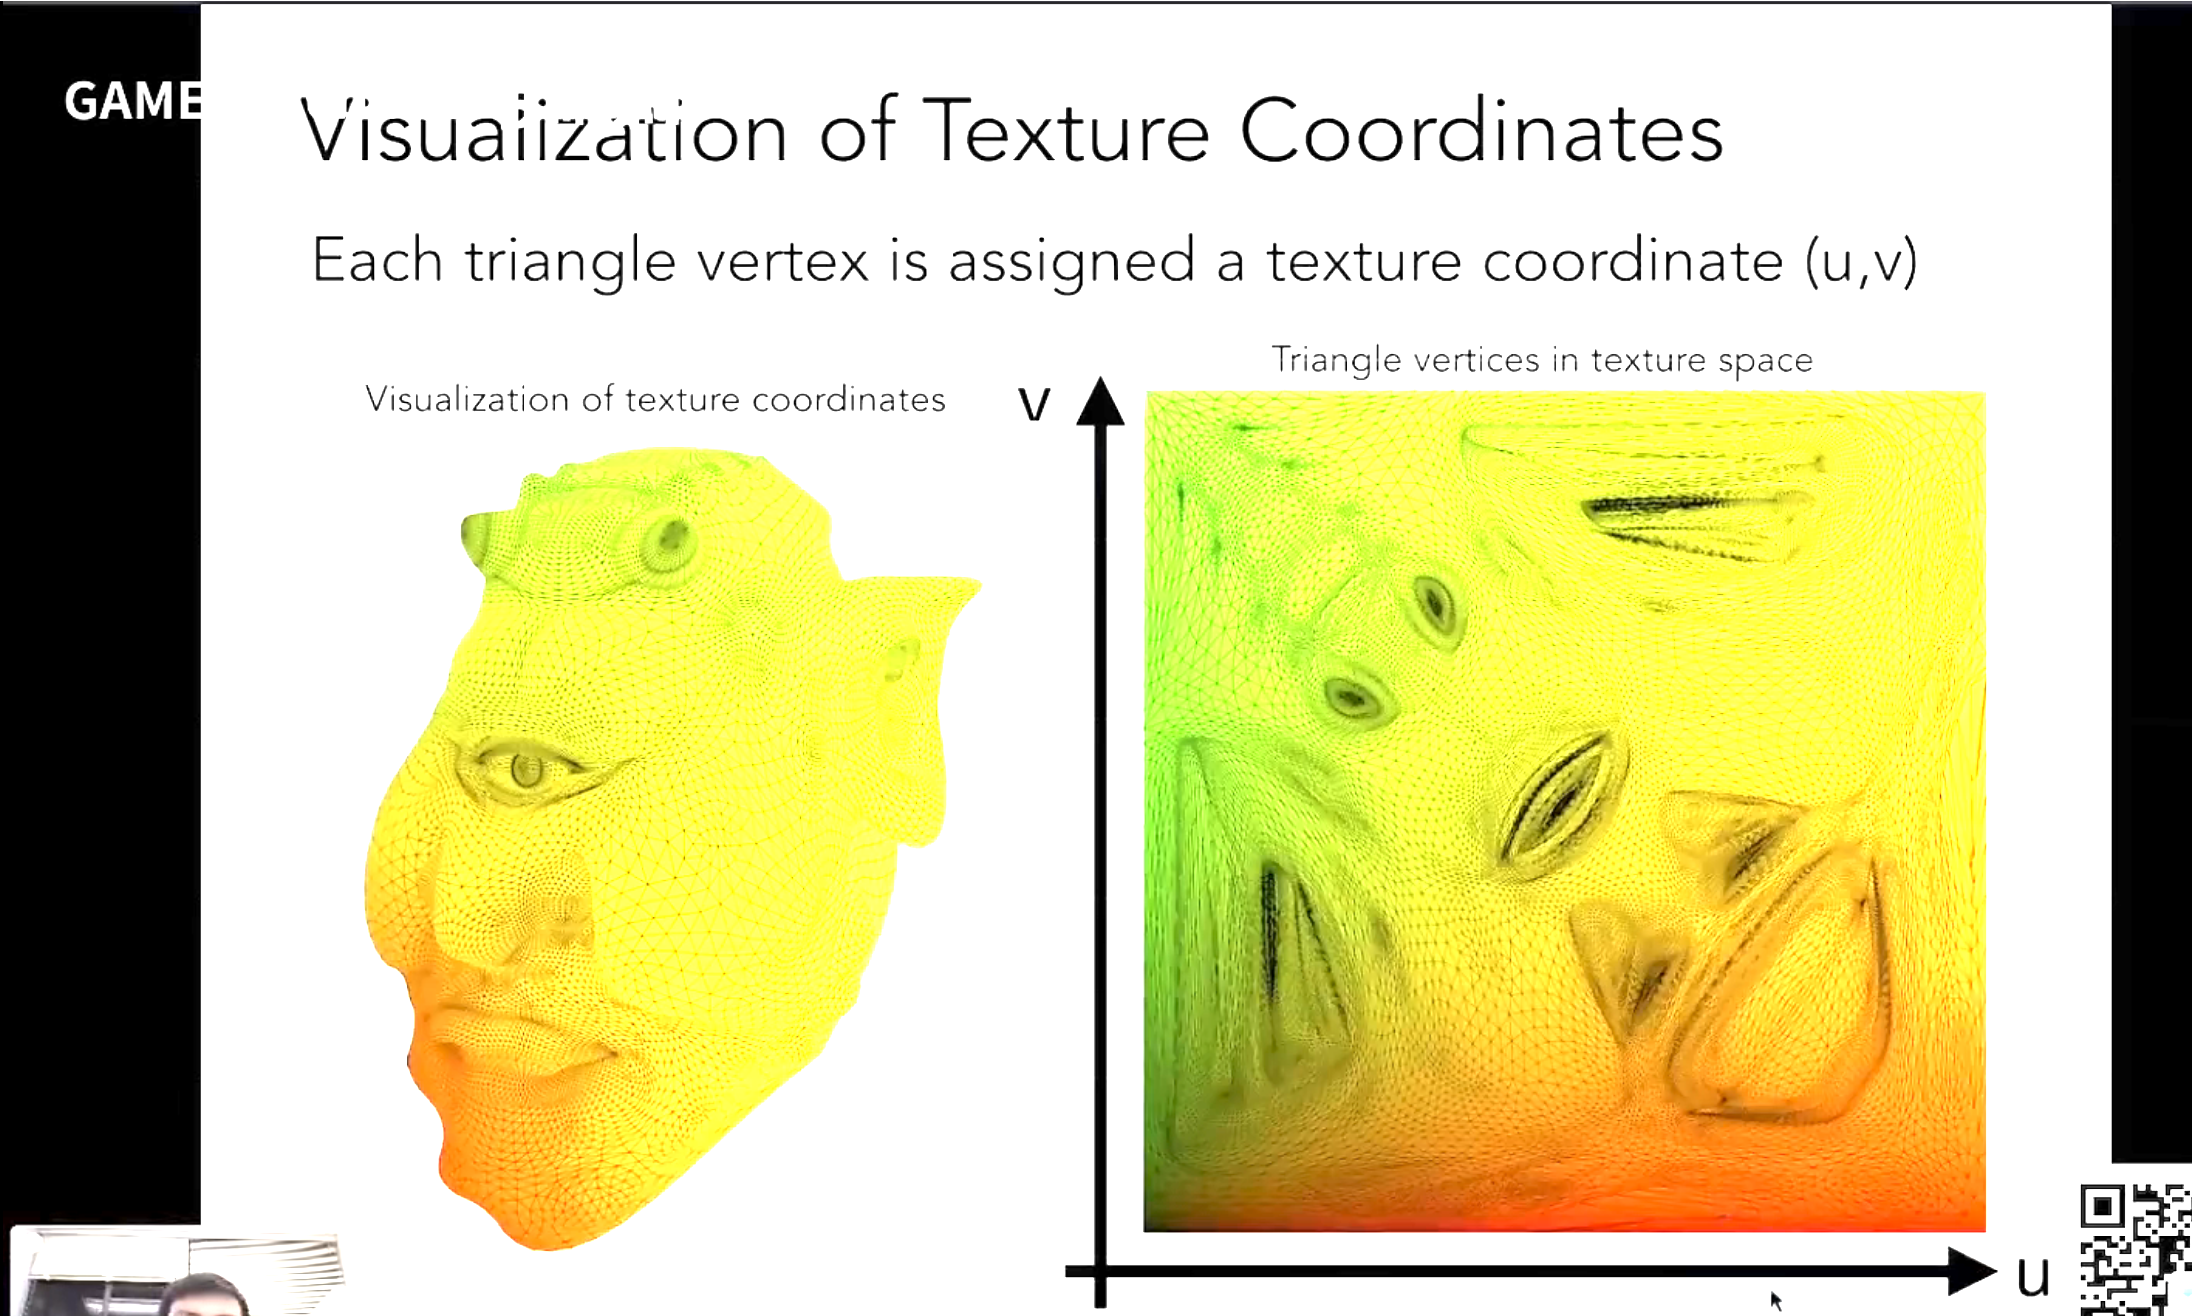 GAME
Visualization of Texture Coordinates
Each triangle vertex is assigned a texture coordinate (u,v)
Triangle vertices in texture space
Visualization of texture coordinates
v
u